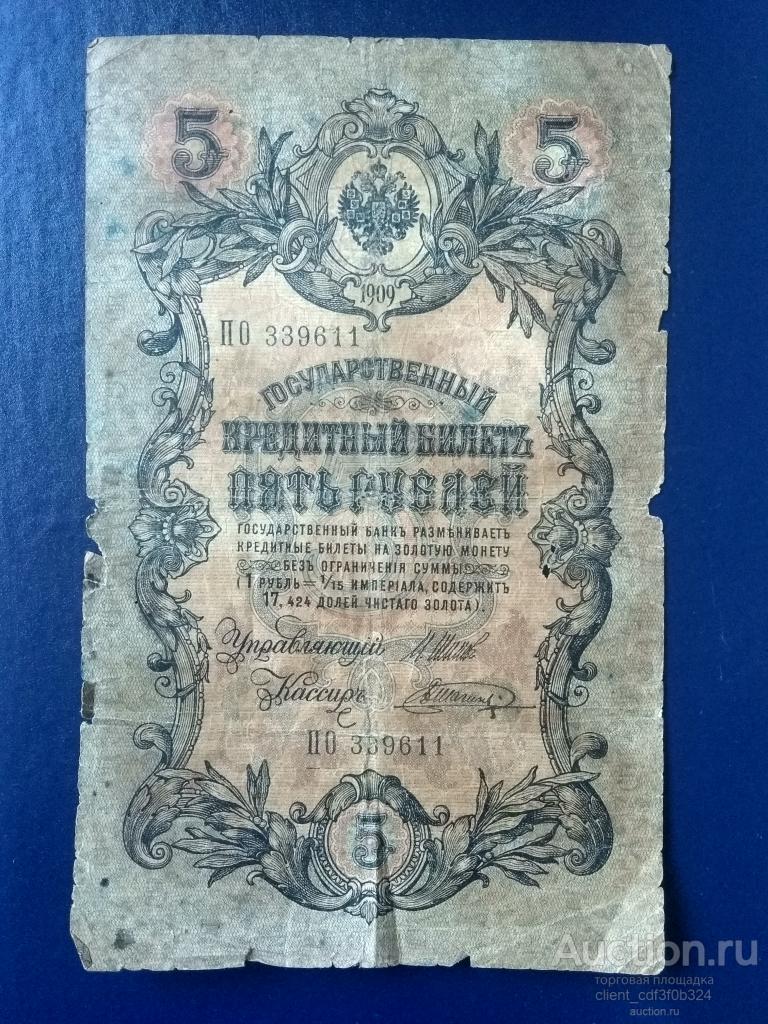 5 5
1909
ПО 339611
ГОСУДАРСТВЕННЫЙ
КРЕДИТНЫЙ БИЛЕТЪ
ПЯТЬ РУБЛЕЙ
ГОСУДАРСТВЕННЫЙ БАНКЪ РАЗМѢНИВАЕТЪ
КРЕДИТНЫЕ БИЛЕТЫ НА ЗОЛОТУЮ МОНЕТУ
БЕЗЪ ОГРАНИЧЕНІЯ СУММЫ
(1 РУБЛЬ = 1/15 ИМПЕРІАЛА, СОДЕРЖИТЪ
17,424 ДОЛЕЙ ЧИСТАГО ЗОЛОТА).
Управляющій
Кассиръ
ПО 339611
5
Auction.ru
торговая площадка
client_cdf3f0b324
auction.ru